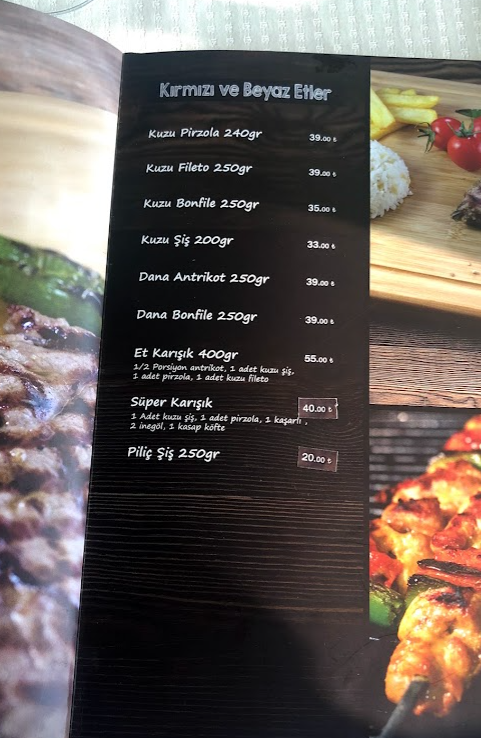 Kırmızı ve Beyaz Etler
Kuzu Pirzola 240gr 39.00 ₺
Kuzu Fileto 250gr 39.00 ₺
Kuzu Bonfile 250gr 35.00 ₺
Kuzu Şiş 200gr 33.00 ₺
Dana Antrikot 250gr 39.00 ₺
Dana Bonfile 250gr 39.00 ₺
Et Karışık 400gr 55.00 ₺
1/2 Porsiyon antrikot, 1 adet kuzu şiş,
1 adet pirzola, 1 adet kuzu fileto
Süper Karışık 40.00 ₺
1 Adet kuzu şiş, 1 adet pirzola, 1 kaşarlı ,
2 inegöl, 1 kasap köfte
Piliç Şiş 250gr 20.00 ₺